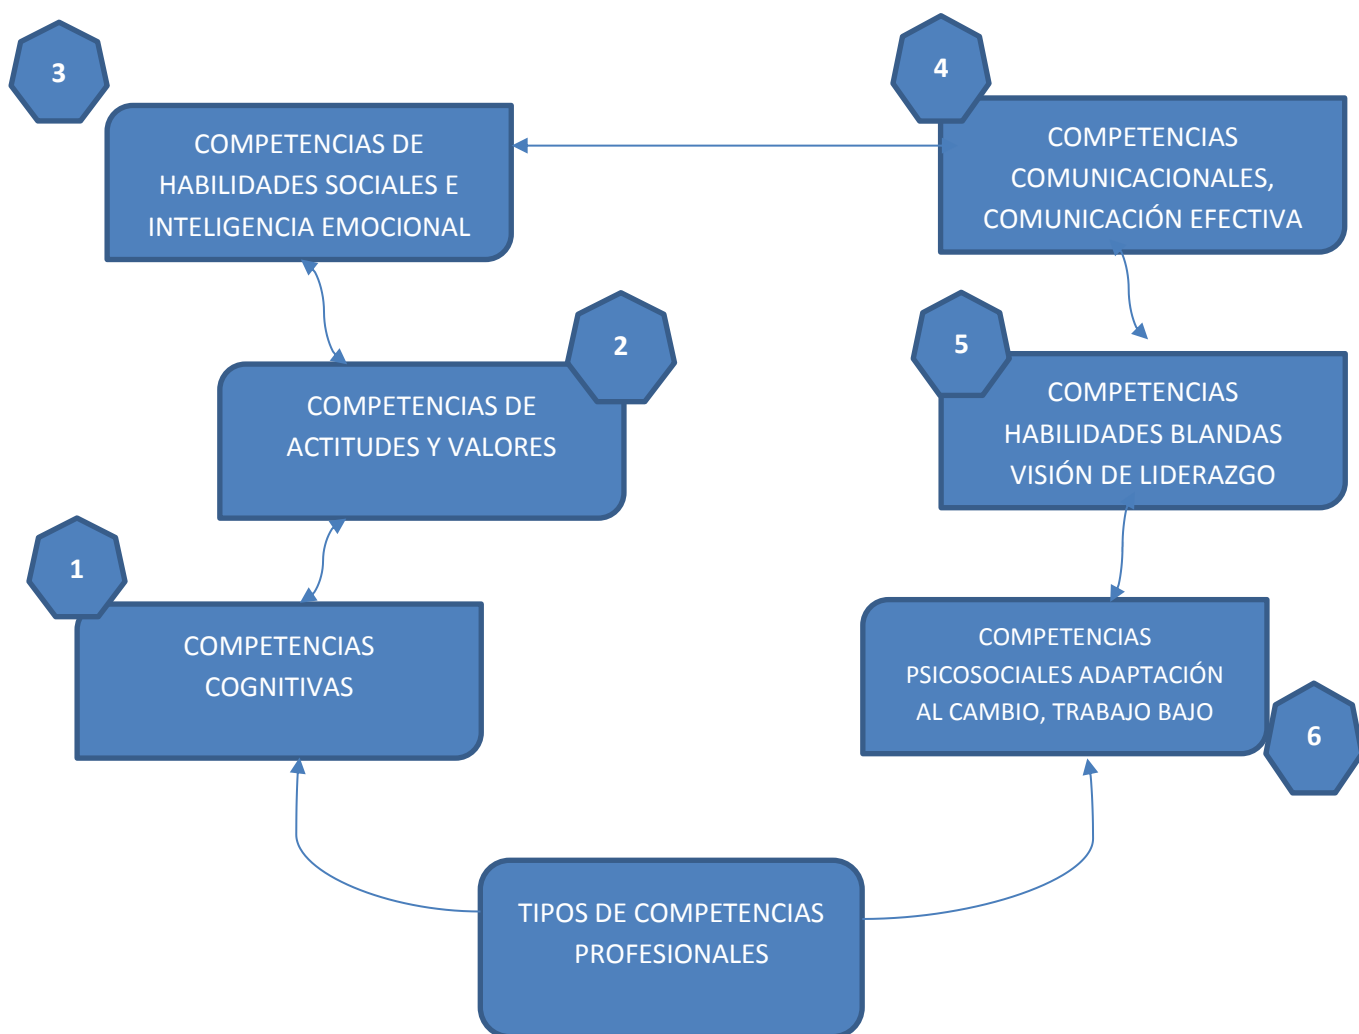 3
COMPETENCIAS DE
HABILIDADES SOCIALES E
INTELIGENCIA EMOCIONAL
4
COMPETENCIAS
COMUNICACIONALES,
COMUNICACIÓN EFECTIVA
2
COMPETENCIAS DE
ACTITUDES Y VALORES
5
COMPETENCIAS
HABILIDADES BLANDAS
VISIÓN DE LIDERAZGO
1
COMPETENCIAS
COGNITIVAS
COMPETENCIAS
PSICOSOCIALES ADAPTACIÓN
AL CAMBIO, TRABAJO BAJO
6
TIPOS DE COMPETENCIAS
PROFESIONALES